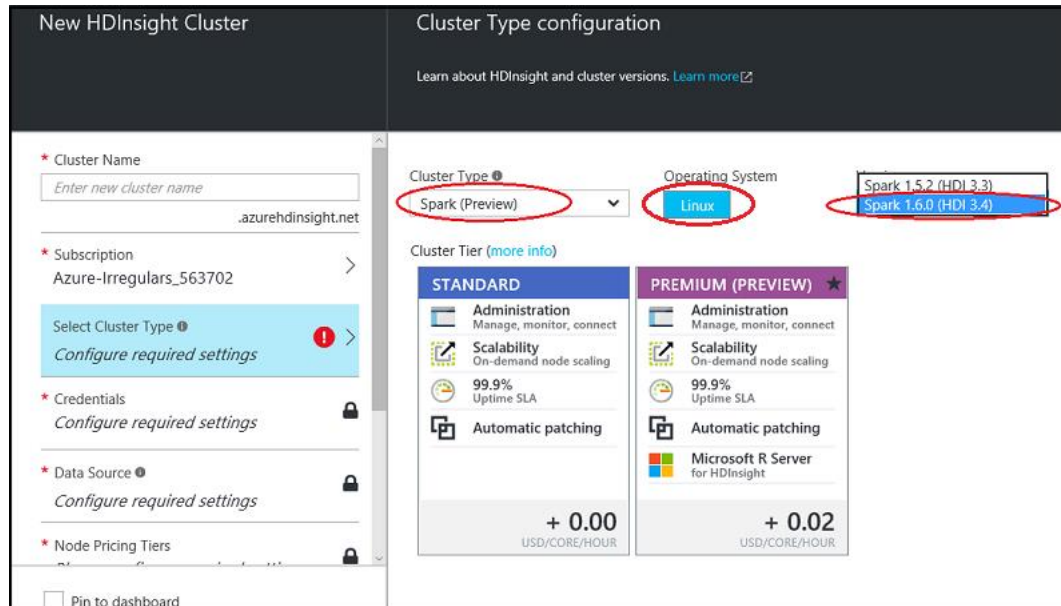 New HDInsight Cluster
* Cluster Name
Enter new cluster name
.azurehdinsight.net
* Subscription
Azure-Irregulars_563702
Select Cluster Type
Configure required settings
* Credentials
Configure required settings
* Data Source
Configure required settings
* Node Pricing Tiers
Pin to dashboard
Cluster Type configuration
Learn about HDInsight and cluster versions. Learn more
Cluster Type
Spark (Preview)
Operating System
Linux
Spark 1.5.2 (HDI 3.3)
Spark 1.6.0 (HDI 3.4)
Cluster Tier (more info)
STANDARD
Administration
Manage, monitor, connect
Scalability
On-demand node scaling
99.9%
Uptime SLA
Automatic patching
+ 0.00
USD/CORE/HOUR
PREMIUM (PREVIEW)
Administration
Manage, monitor, connect
Scalability
On-demand node scaling
99.9%
Uptime SLA
Automatic patching
Microsoft R Server
for HDInsight
+ 0.02
USD/CORE/HOUR